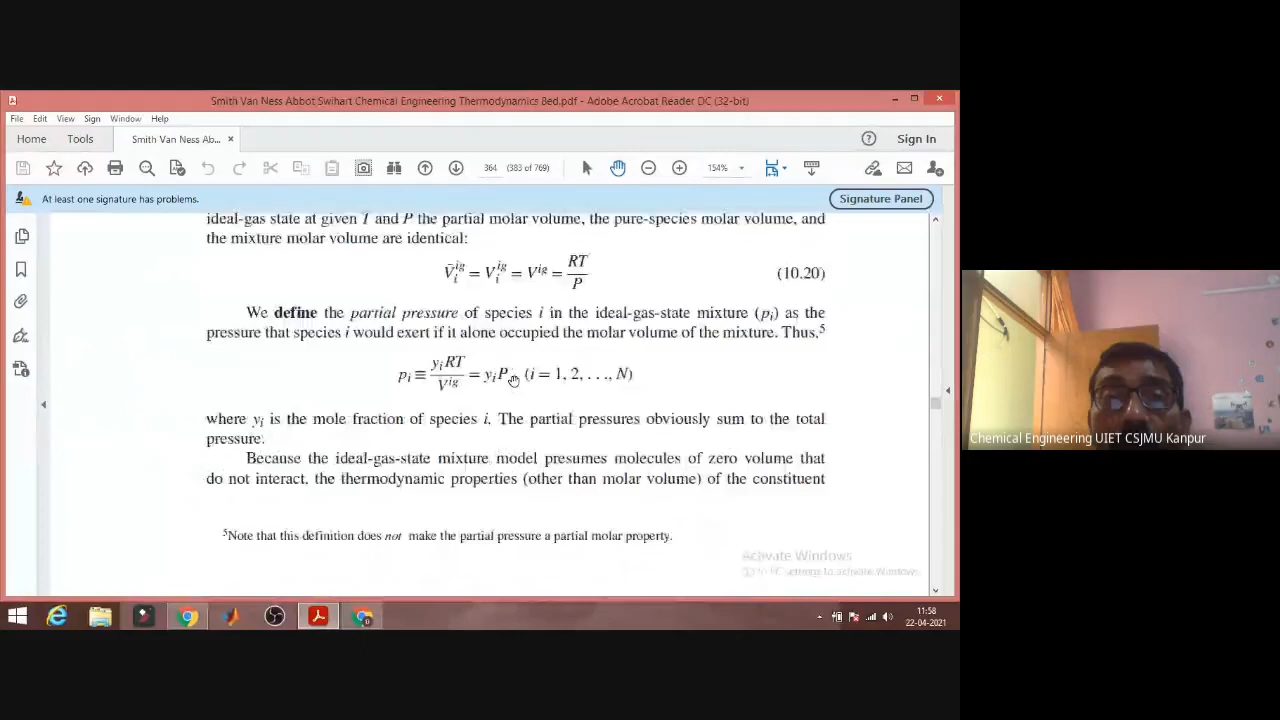 Smith Van Ness Abbot Swihart Chemical Engineering Thermodynamics 8ed.pdf - Adobe Acrobat Reader DC (32-bit)
File Edit View Sign Window Help
Home Tools Smith Van Ness Ab... × Sign In
364 (383 of 769) 154%
At least one signature has problems. Signature Panel
ideal-gas state at given T and P the partial molar volume, the pure-species molar volume, and
the mixture molar volume are identical:
V̄ᵢ^ig = Vᵢ^ig = V^ig = RT/P (10.20)
We define the partial pressure of species i in the ideal-gas-state mixture (pᵢ) as the
pressure that species i would exert if it alone occupied the molar volume of the mixture. Thus,⁵
pᵢ ≡ yᵢRT/V^ig = yᵢP (i = 1, 2, . . ., N)
where yᵢ is the mole fraction of species i. The partial pressures obviously sum to the total
pressure.
Because the ideal-gas-state mixture model presumes molecules of zero volume that
do not interact, the thermodynamic properties (other than molar volume) of the constituent
⁵Note that this definition does not make the partial pressure a partial molar property.
Activate Windows
settings to activate Windows.
11:58
22-04-2021
Chemical Engineering UIET CSJMU Kanpur